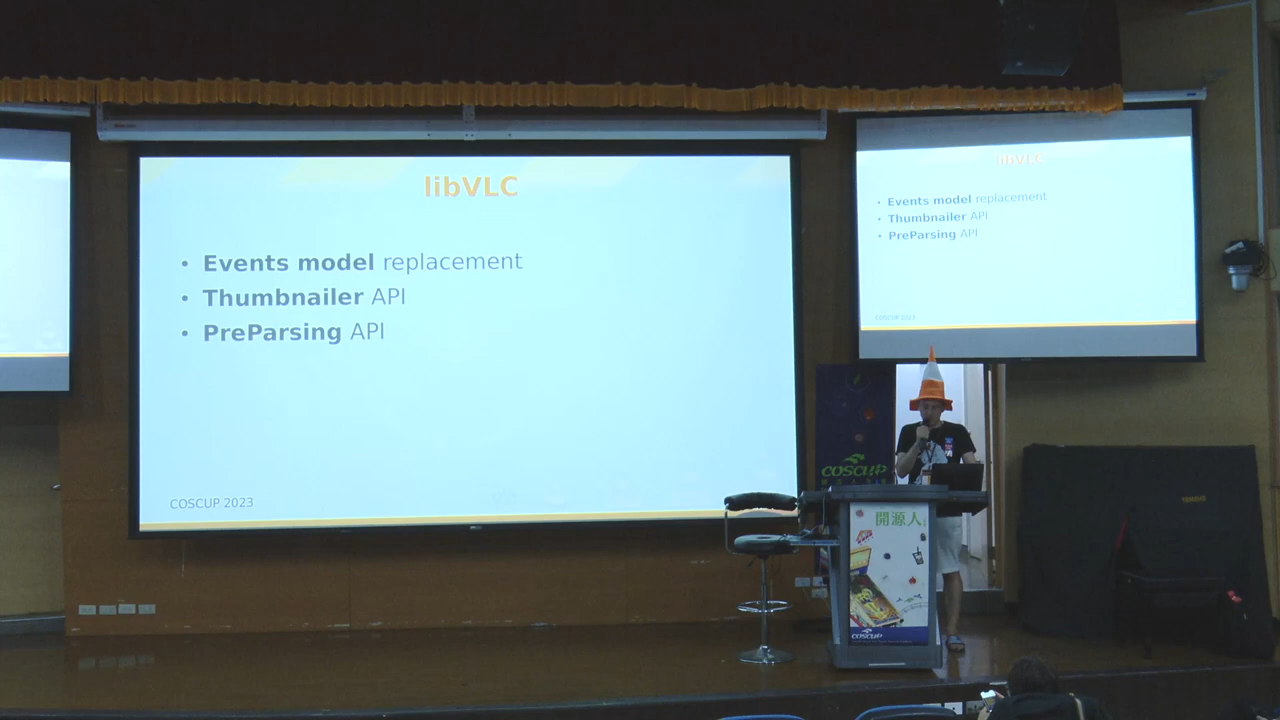 libVLC
• Events model replacement
• Thumbnailer API
• PreParsing API
COSCUP 2023
libVLC
• Events model replacement
• Thumbnailer API
• PreParsing API
COSCUP 2023
COSCUP
開源人
COSCUP
YAMAHA